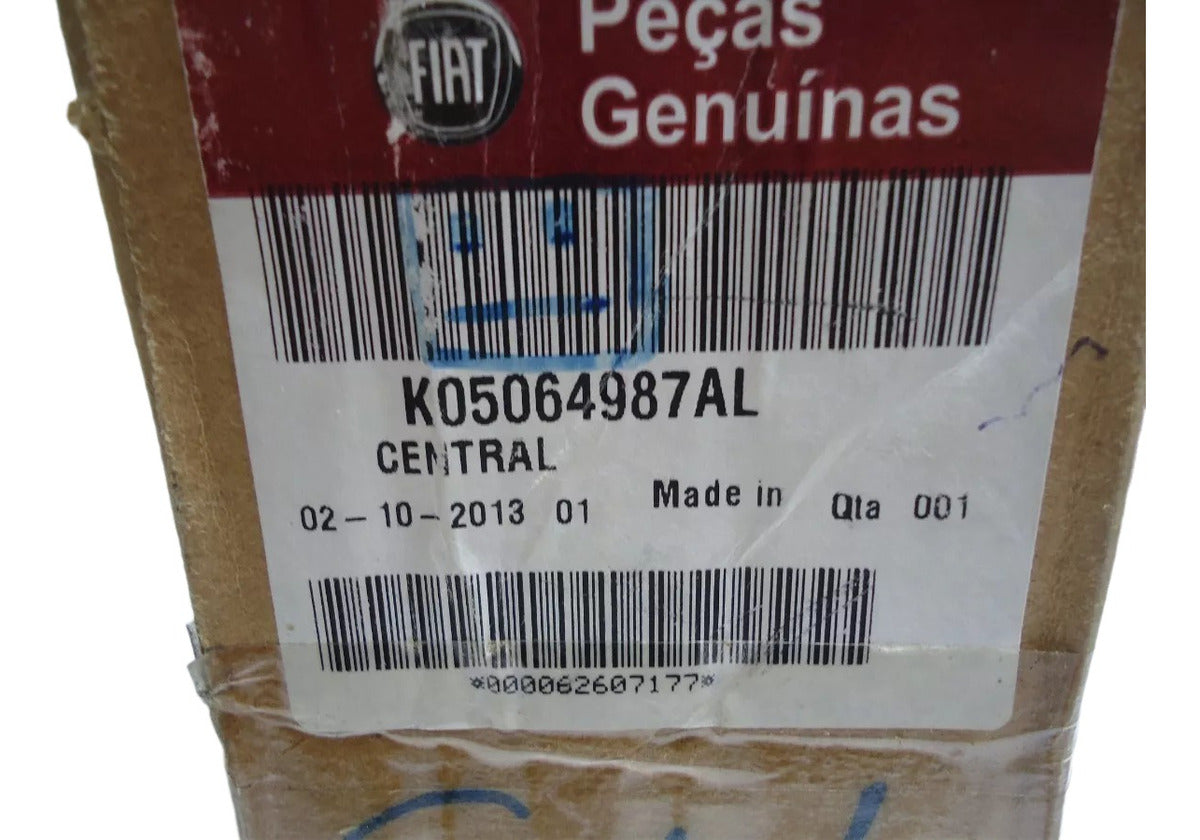 FIAT
Peças
Genuínas
K05064987AL
CENTRAL
02-10-2013 01 Made in Qta 001
*000062607177*